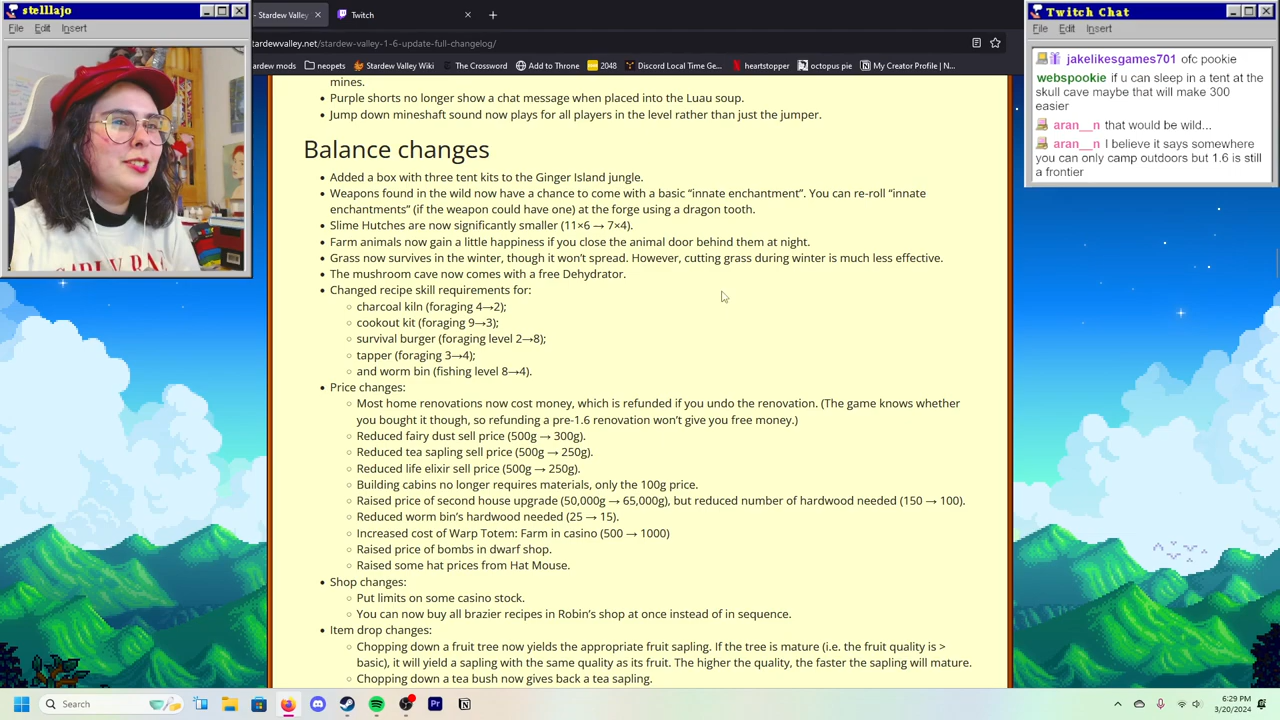 stelllajo
File Edit Insert
- Stardew Valley
Twitch
tardewvalley.net/stardew-valley-1-6-update-full-changelog/
ardew mods
neopets
Stardew Valley Wiki
The Crossword
Add to Throne
2048
Discord Local Time Ge...
heartstopper
octopus pie
My Creator Profile | N...
mines.
• Purple shorts no longer show a chat message when placed into the Luau soup.
• Jump down mineshaft sound now plays for all players in the level rather than just the jumper.
Balance changes
• Added a box with three tent kits to the Ginger Island jungle.
• Weapons found in the wild now have a chance to come with a basic “innate enchantment”. You can re-roll “innate
enchantments” (if the weapon could have one) at the forge using a dragon tooth.
• Slime Hutches are now significantly smaller (11×6 → 7×4).
• Farm animals now gain a little happiness if you close the animal door behind them at night.
• Grass now survives in the winter, though it won’t spread. However, cutting grass during winter is much less effective.
• The mushroom cave now comes with a free Dehydrator.
• Changed recipe skill requirements for:
○ charcoal kiln (foraging 4→2);
○ cookout kit (foraging 9→3);
○ survival burger (foraging level 2→8);
○ tapper (foraging 3→4);
○ and worm bin (fishing level 8→4).
• Price changes:
○ Most home renovations now cost money, which is refunded if you undo the renovation. (The game knows whether
you bought it though, so refunding a pre-1.6 renovation won’t give you free money.)
○ Reduced fairy dust sell price (500g → 300g).
○ Reduced tea sapling sell price (500g → 250g).
○ Reduced life elixir sell price (500g → 250g).
○ Building cabins no longer requires materials, only the 100g price.
○ Raised price of second house upgrade (50,000g → 65,000g), but reduced number of hardwood needed (150 → 100).
○ Reduced worm bin’s hardwood needed (25 → 15).
○ Increased cost of Warp Totem: Farm in casino (500 → 1000)
○ Raised price of bombs in dwarf shop.
○ Raised some hat prices from Hat Mouse.
• Shop changes:
○ Put limits on some casino stock.
○ You can now buy all brazier recipes in Robin’s shop at once instead of in sequence.
• Item drop changes:
○ Chopping down a fruit tree now yields the appropriate fruit sapling. If the tree is mature (i.e. the fruit quality is >
basic), it will yield a sapling with the same quality as its fruit. The higher the quality, the faster the sapling will mature.
○ Chopping down a tea bush now gives back a tea sapling.
Twitch Chat
File Edit Insert
jakelikesgames701 ofc pookie
webspookie if u can sleep in a tent at the
skull cave maybe that will make 300
easier
aran__n that would be wild...
aran__n I believe it says somewhere
you can only camp outdoors but 1.6 is still
a frontier
Search
6:29 PM
3/20/2024